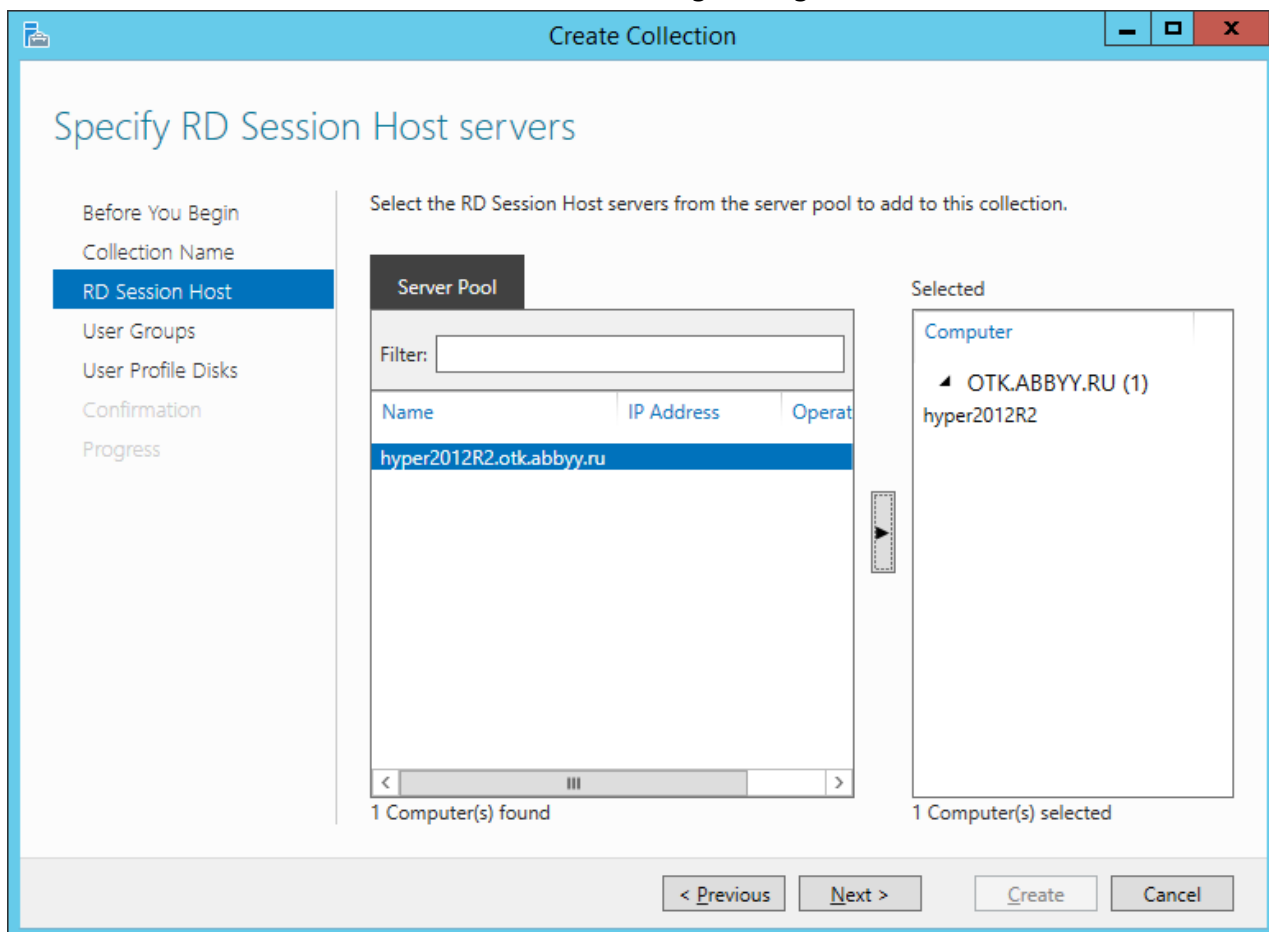 Create Collection
Specify RD Session Host servers
Before You Begin
Collection Name
RD Session Host
User Groups
User Profile Disks
Confirmation
Progress
Select the RD Session Host servers from the server pool to add to this collection.
Server Pool
Filter:
Name IP Address Operat
hyper2012R2.otk.abbyy.ru
1 Computer(s) found
Selected
Computer
OTK.ABBYY.RU (1)
hyper2012R2
1 Computer(s) selected
< Previous Next > Create Cancel